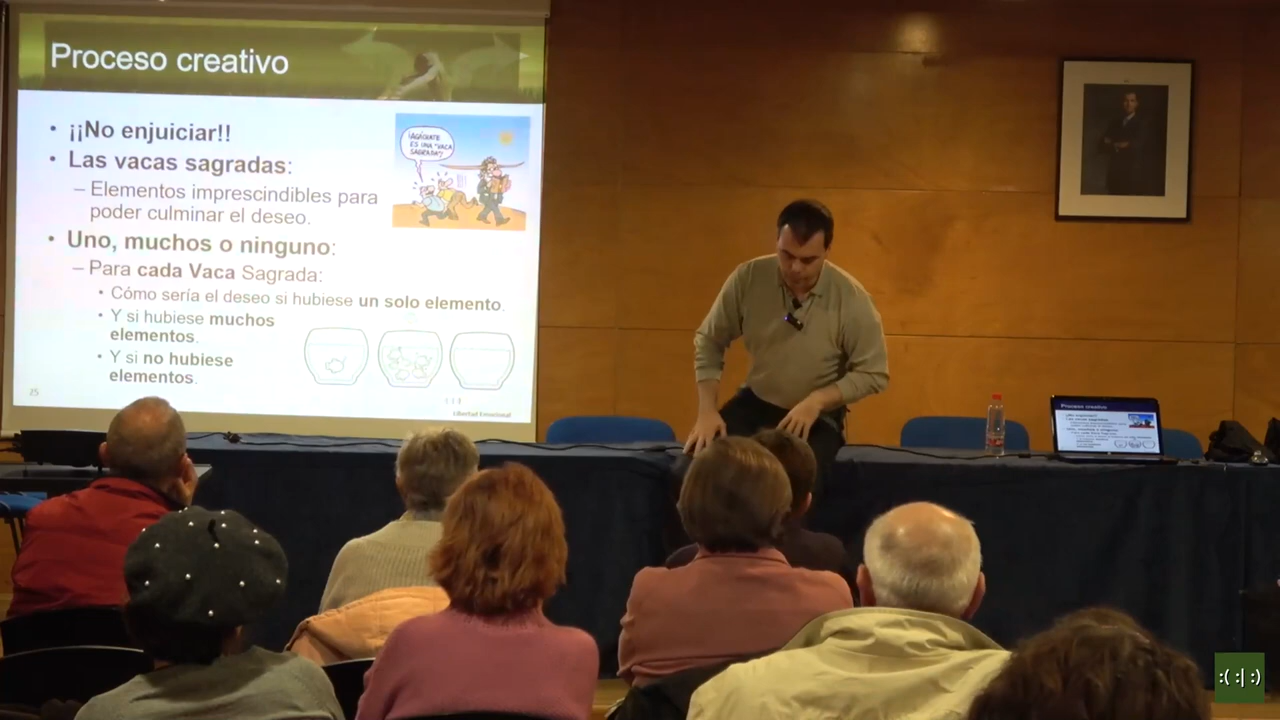 Proceso creativo
• ¡¡No enjuiciar!!
• Las vacas sagradas:
– Elementos imprescindibles para
poder culminar el deseo.
• Uno, muchos o ninguno:
– Para cada Vaca Sagrada:
• Cómo sería el deseo si hubiese un solo elemento.
• Y si hubiese muchos
elementos.
• Y si no hubiese
elementos.
¡AGÁCHATE
ES UNA "VACA
SAGRADA"!
25
Libertad Emocional
Proceso creativo
:( :| :)